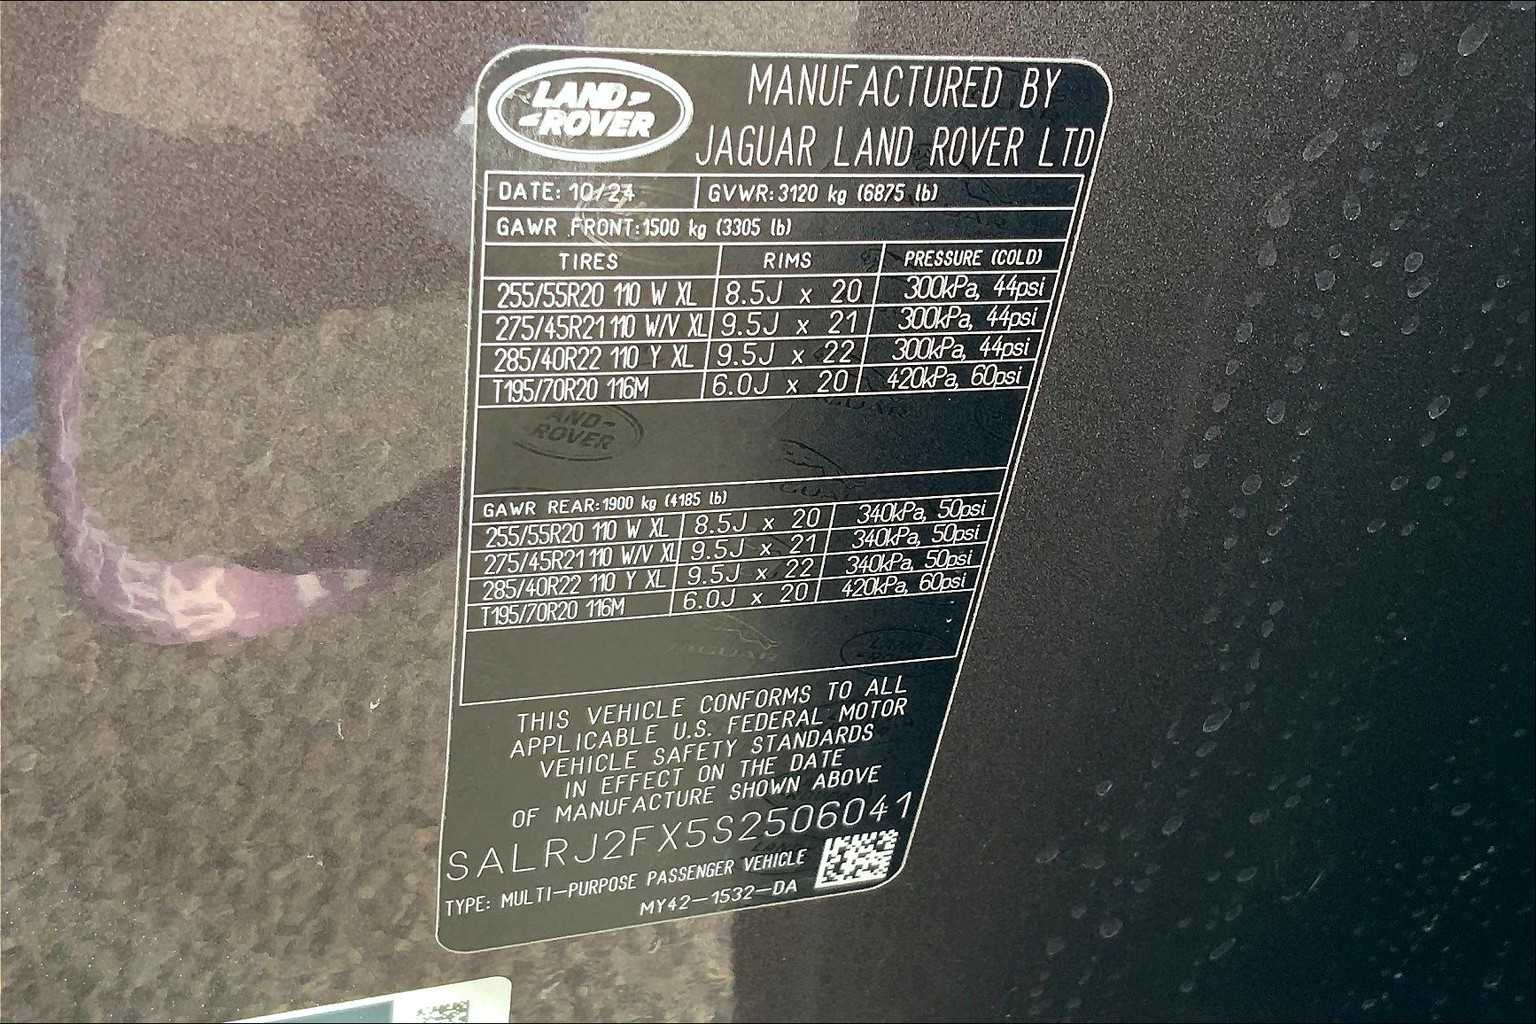 LAND ROVER
MANUFACTURED BY
JAGUAR LAND ROVER LTD
DATE: 10/24 GVWR: 3120 kg (6875 lb)
GAWR FRONT: 1500 kg (3305 lb)
TIRES RIMS PRESSURE (COLD)
255/55R20 110 W XL 8.5J x 20 300kPa, 44psi
275/45R21 110 W/V XL 9.5J x 21 300kPa, 44psi
285/40R22 110 Y XL 9.5J x 22 300kPa, 44psi
T195/70R20 116M 6.0J x 20 420kPa, 60psi
LAND ROVER
JAGUAR
GAWR REAR: 1900 kg (4185 lb)
255/55R20 110 W XL 8.5J x 20 340kPa, 50psi
275/45R21 110 W/V XL 9.5J x 21 340kPa, 50psi
285/40R22 110 Y XL 9.5J x 22 340kPa, 50psi
T195/70R20 116M 6.0J x 20 420kPa, 60psi
JAGUAR
THIS VEHICLE CONFORMS TO ALL
APPLICABLE U.S. FEDERAL MOTOR
VEHICLE SAFETY STANDARDS
IN EFFECT ON THE DATE
OF MANUFACTURE SHOWN ABOVE
SALRJ2FX5S2506041
TYPE: MULTI-PURPOSE PASSENGER VEHICLE
MY42-1532-DA